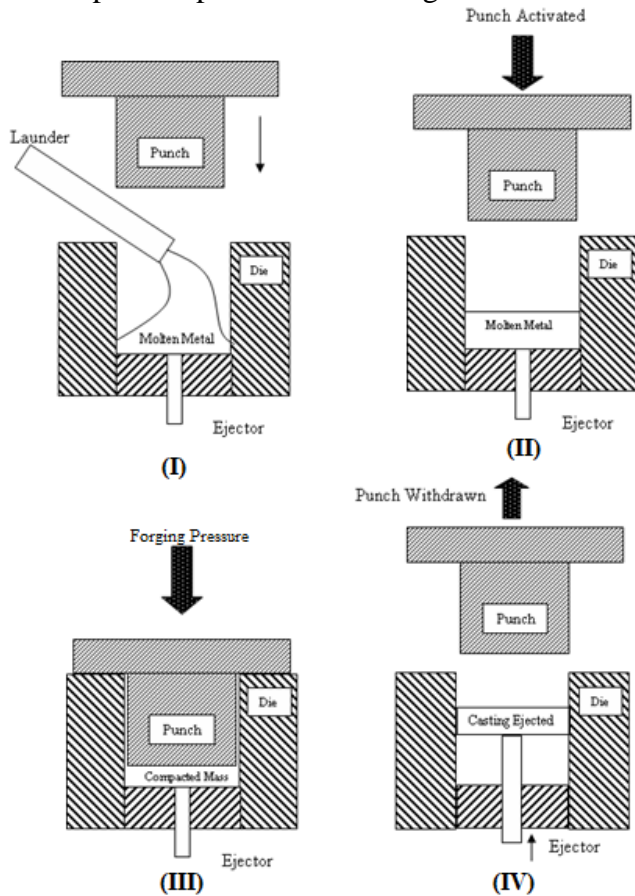 Punch Activated
Launder
Punch
Punch
Die
Die
Molten Metal
Molten Metal
Ejector
Ejector
(I)
(II)
Punch Withdrawn
Forging Pressure
Punch
Die
Die
Punch
Casting Ejected
Compacted Mass
Ejector
Ejector
(III)
(IV)